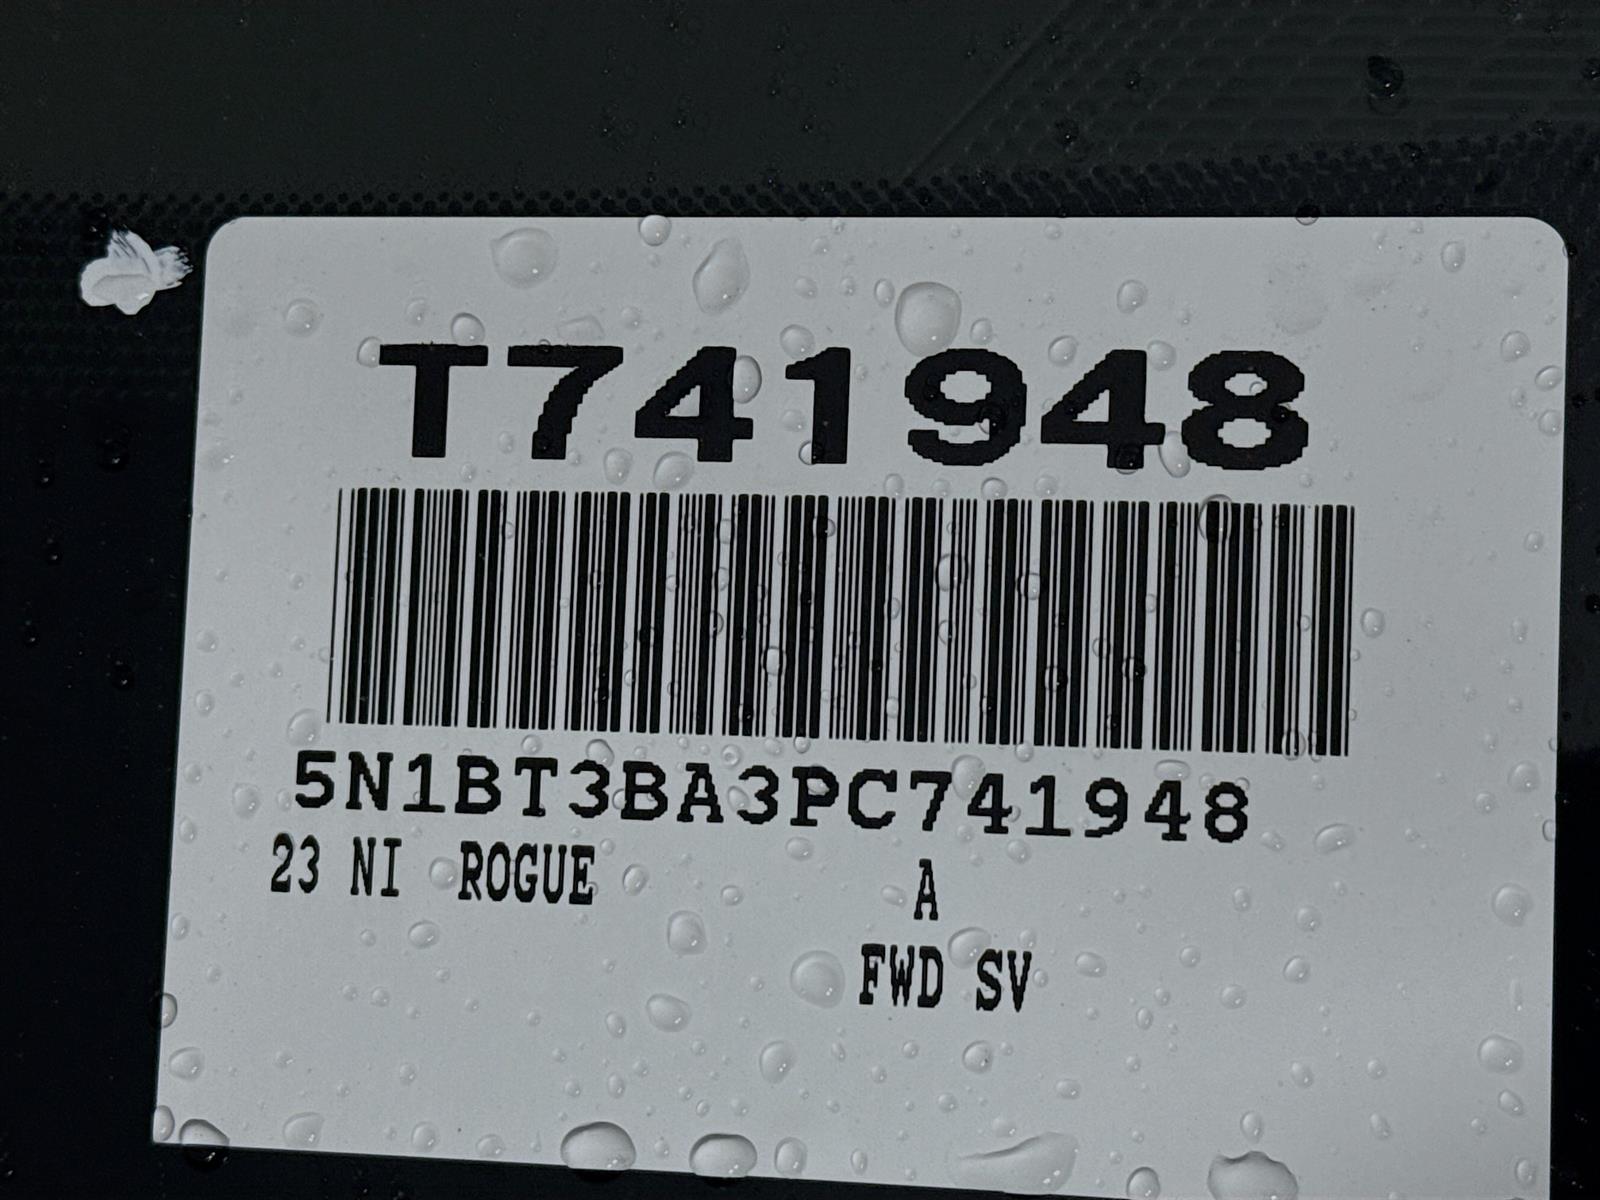 T741948
5N1BT3BA3PC741948
23 NI ROGUE A
FWD SV